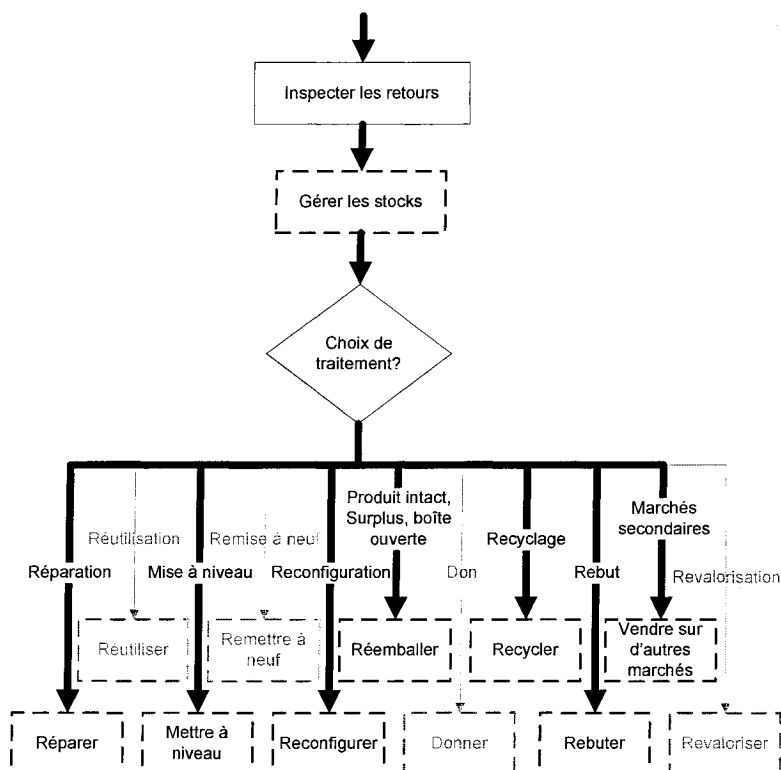 Inspecter les retours
Gérer les stocks
Choix de
traitement?
Produit intact,
Surplus, boîte
ouverte
Marchés
secondaires
Réutilisation
Remise à neuf
Recyclage
Réparation
Mise à niveau
Reconfiguration
Don
Rebut
Revalorisation
Réutiliser
Remettre à
neuf
Réemballer
Recycler
Vendre sur
d'autres
marchés
Réparer
Mettre à
niveau
Reconfigurer
Donner
Rebuter
Revaloriser